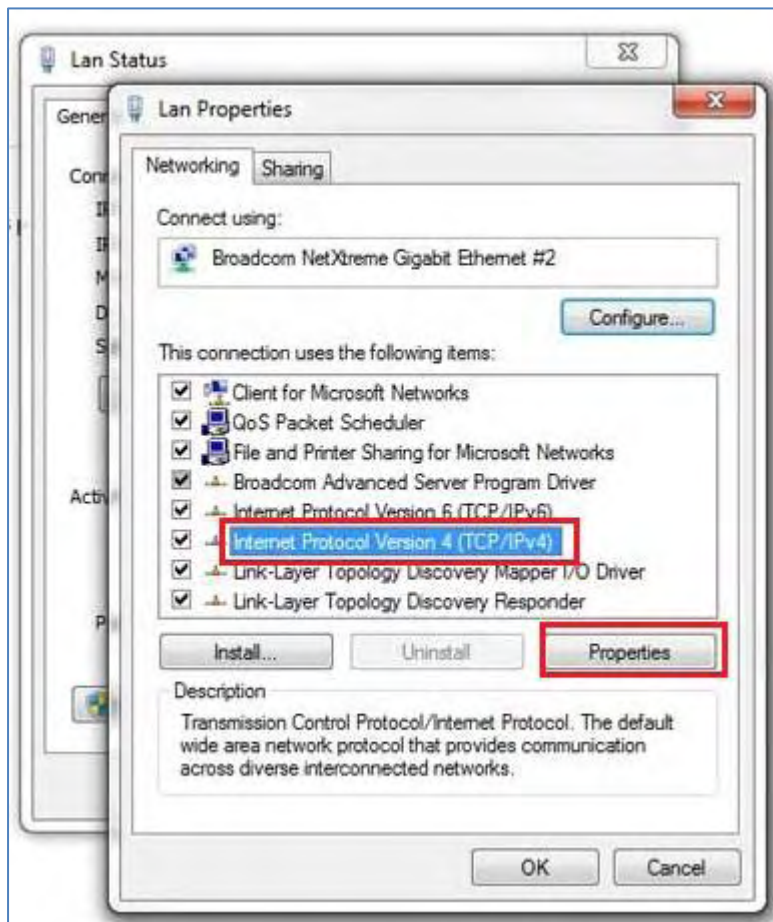 Lan Status
Lan Properties
Gener
Networking
Sharing
Connect using:
Broadcom NetXtreme Gigabit Ethernet #2
Configure...
This connection uses the following items:
Client for Microsoft Networks
QoS Packet Scheduler
File and Printer Sharing for Microsoft Networks
Broadcom Advanced Server Program Driver
Internet Protocol Version 6 (TCP/IPv6)
Internet Protocol Version 4 (TCP/IPv4)
Link-Layer Topology Discovery Mapper I/O Driver
Link-Layer Topology Discovery Responder
Install...
Uninstall
Properties
Description
Transmission Control Protocol/Internet Protocol. The default
wide area network protocol that provides communication
across diverse interconnected networks.
OK
Cancel